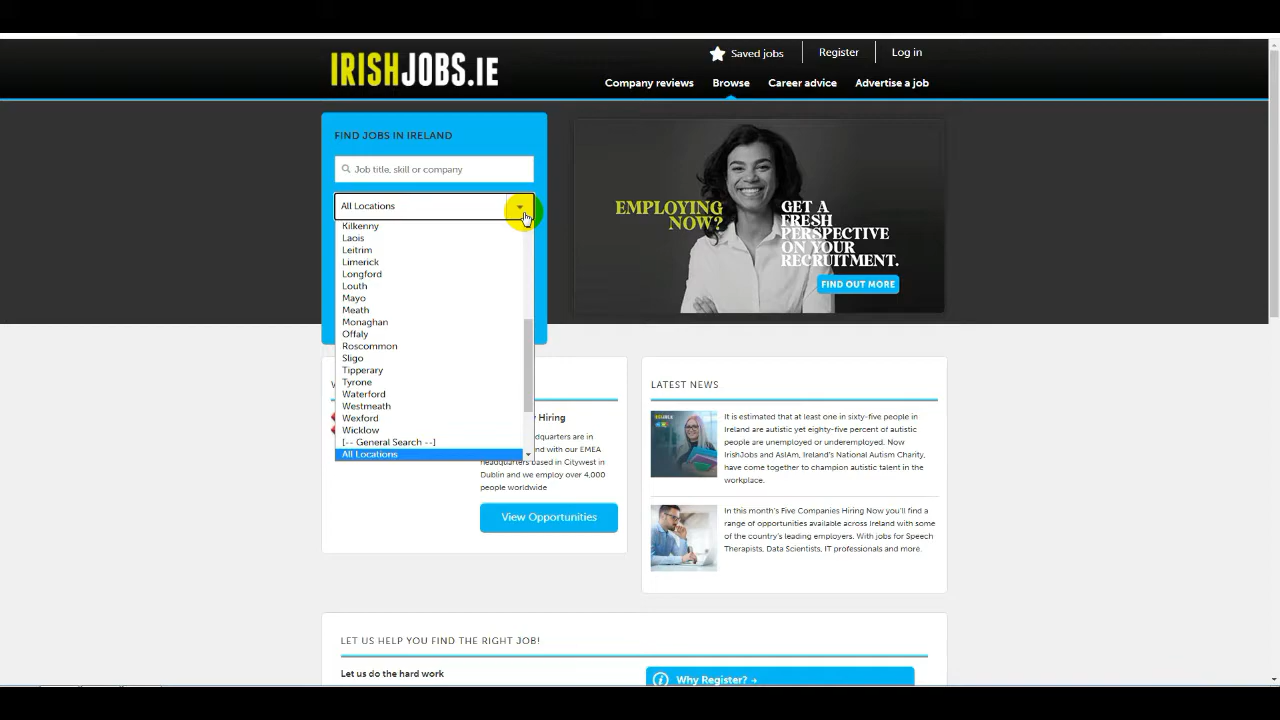 IRISHJOBS.IE
Saved jobs
Register
Log in
Company reviews
Browse
Career advice
Advertise a job
FIND JOBS IN IRELAND
Job title, skill or company
All Locations
Kilkenny
Laois
Leitrim
Limerick
Longford
Louth
Mayo
Meath
Monaghan
Offaly
Roscommon
Sligo
Tipperary
Tyrone
Waterford
Westmeath
Wexford
Wicklow
[-- General Search --]
All Locations
EMPLOYING
NOW?
GET A
FRESH
PERSPECTIVE
ON YOUR
RECRUITMENT.
FIND OUT MORE
Hiring
headquarters are in
and with our EMEA
headquarters based in Citywest in
Dublin and we employ over 4,000
people worldwide
View Opportunities
LATEST NEWS
It is estimated that at least one in sixty-five people in
Ireland are autistic yet eighty-five percent of autistic
people are unemployed or underemployed. Now
IrishJobs and AsIAm, Ireland's National Autism Charity,
have come together to champion autistic talent in the
workplace.
In this month's Five Companies Hiring Now you'll find a
range of opportunities available across Ireland with some
of the country's leading employers. With jobs for Speech
Therapists, Data Scientists, IT professionals and more.
LET US HELP YOU FIND THE RIGHT JOB!
Let us do the hard work
Why Register? →